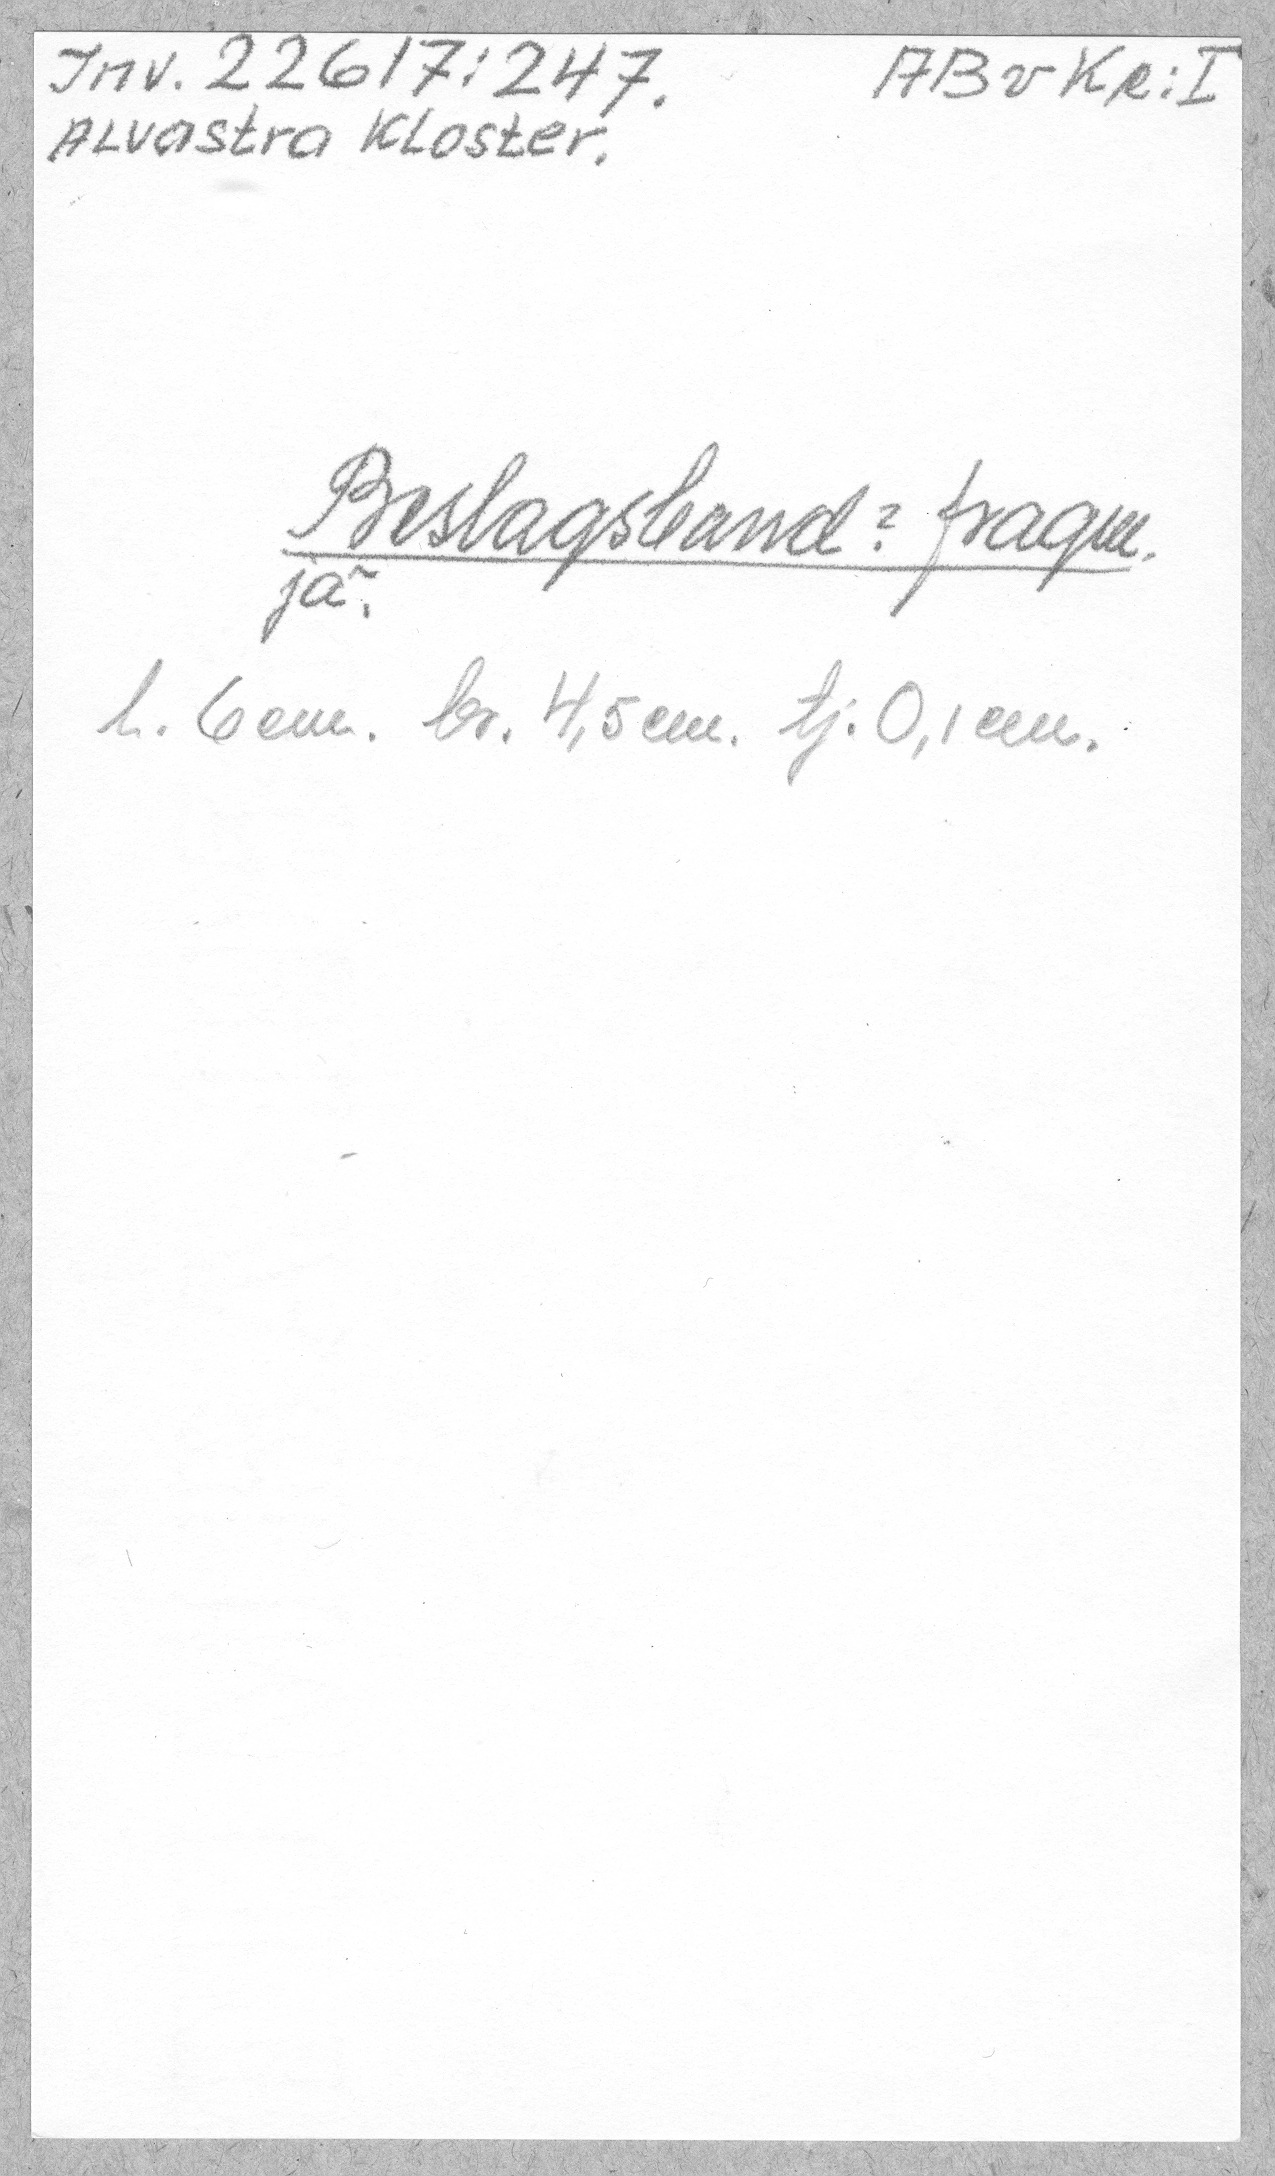 Inv. 22617:247. ABvKR:I
ALvastra Kloster.
Beslagsband? fragm.
jä.
l. 6 cm. br. 4,5 cm. tj. 0,1 cm.